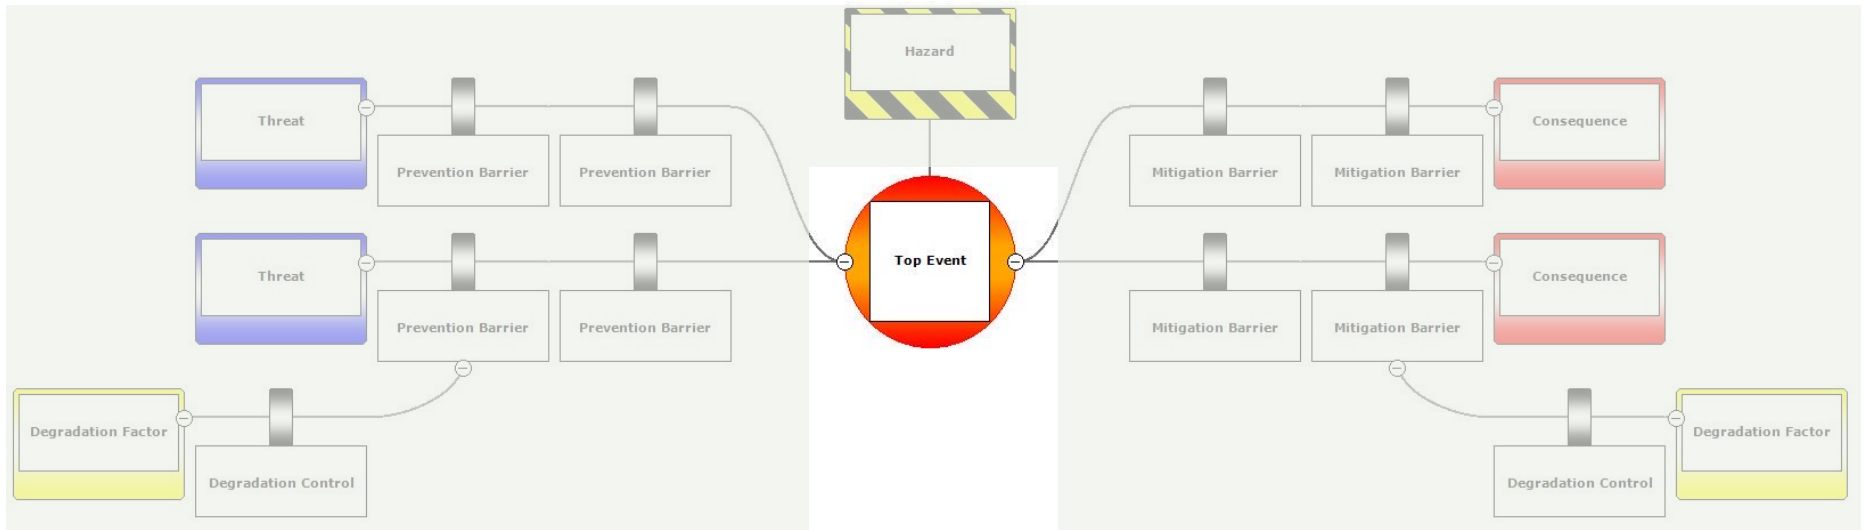 Hazard
Threat
Prevention Barrier
Prevention Barrier
Mitigation Barrier
Mitigation Barrier
Consequence
Top Event
Threat
Prevention Barrier
Prevention Barrier
Mitigation Barrier
Mitigation Barrier
Consequence
Degradation Factor
Degradation Control
Degradation Control
Degradation Factor